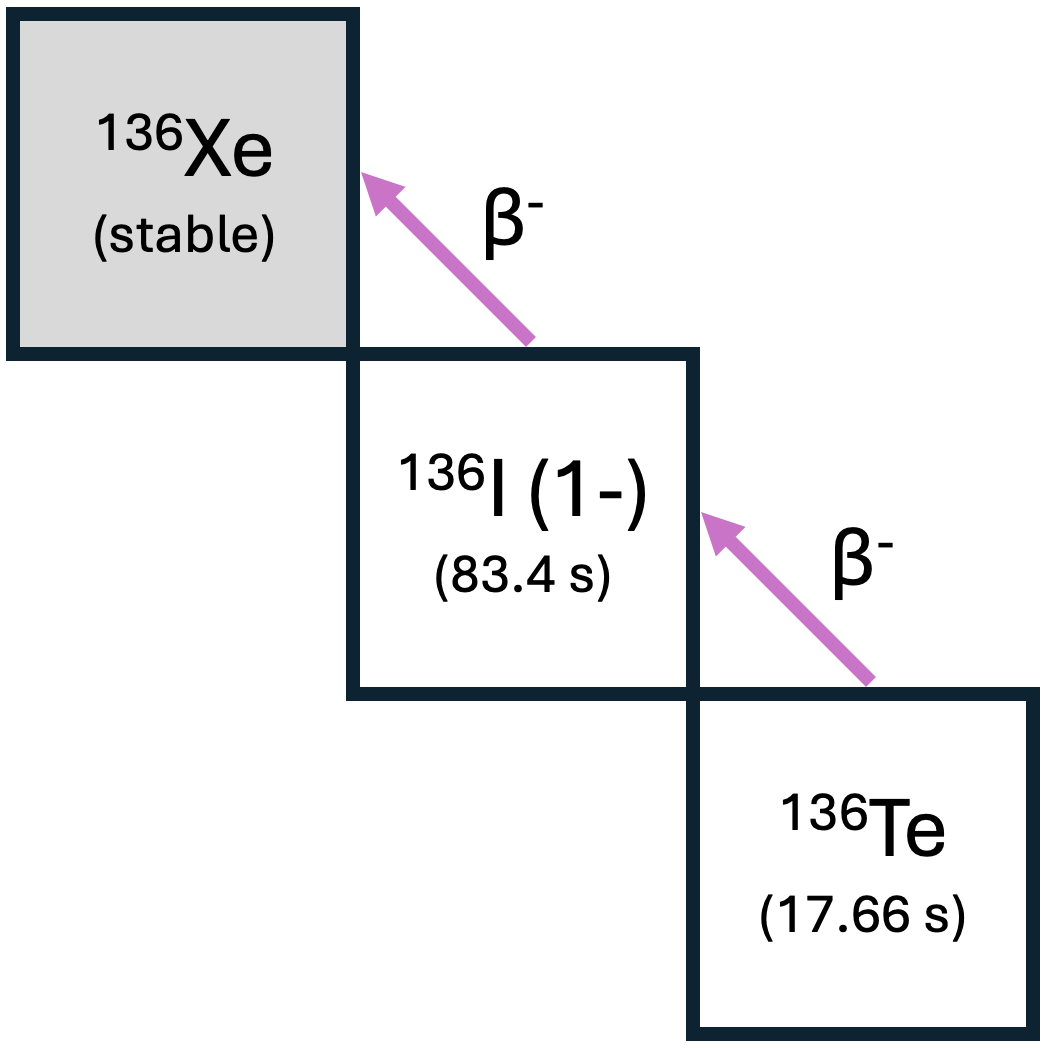 ¹³⁶Xe
(stable)
β⁻
¹³⁶I (1-)
(83.4 s)
β⁻
¹³⁶Te
(17.66 s)